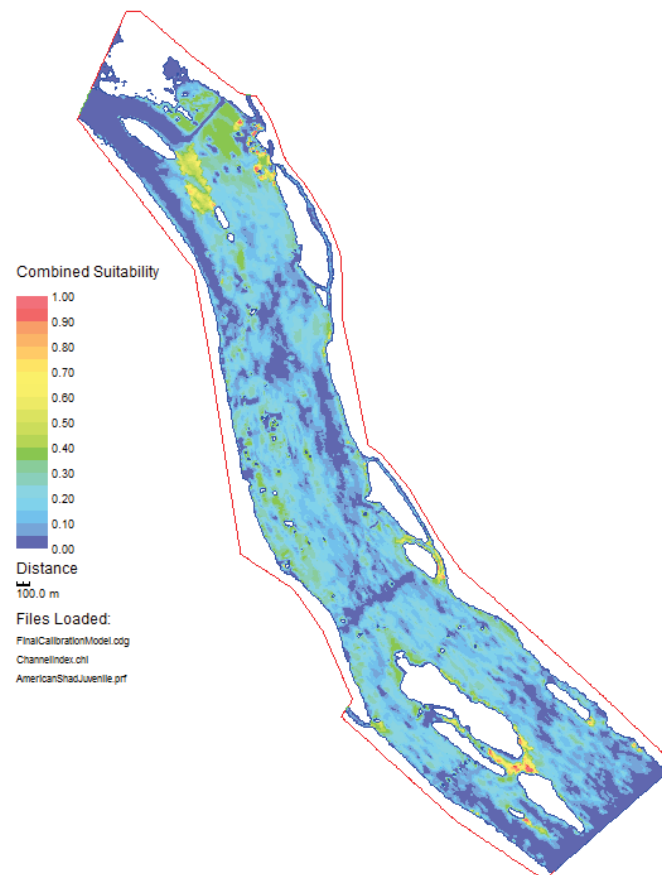 Combined Suitability
1.00
0.90
0.80
0.70
0.60
0.50
0.40
0.30
0.20
0.10
0.00
Distance
100.0 m
Files Loaded:
FinalCalibrationModel.cdg
ChannelIndex.chi
AmericanShadJuvenile.prf